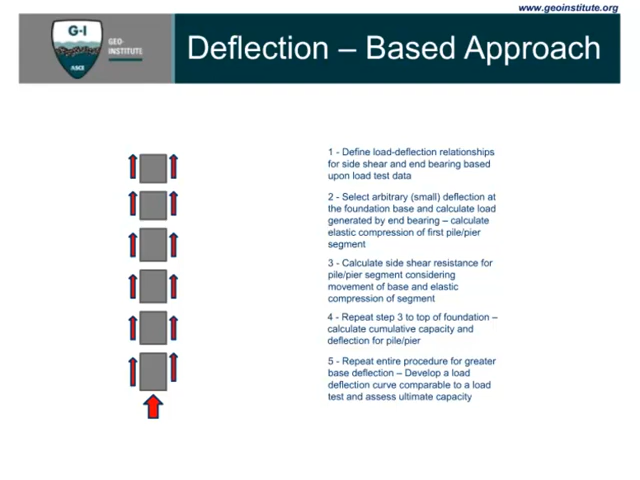 www.geoinstitute.org
G-I
GEO-
INSTITUTE
ASCE
Deflection – Based Approach
1 - Define load-deflection relationships
for side shear and end bearing based
upon load test data
2 - Select arbitrary (small) deflection at
the foundation base and calculate load
generated by end bearing – calculate
elastic compression of first pile/pier
segment
3 - Calculate side shear resistance for
pile/pier segment considering
movement of base and elastic
compression of segment
4 - Repeat step 3 to top of foundation –
calculate cumulative capacity and
deflection for pile/pier
5 - Repeat entire procedure for greater
base deflection – Develop a load
deflection curve comparable to a load
test and assess ultimate capacity